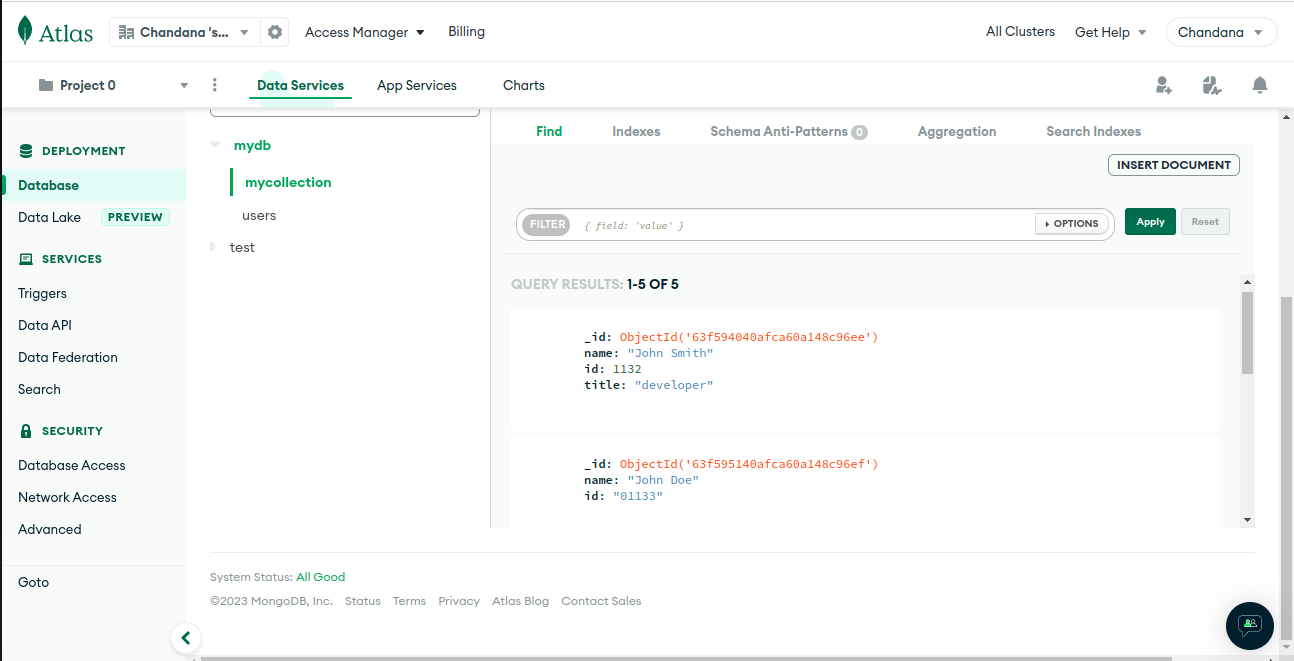 Atlas
Chandana 's...
Access Manager
Billing
All Clusters
Get Help
Chandana
Project 0
Data Services
App Services
Charts
DEPLOYMENT
Database
Data Lake
PREVIEW
SERVICES
Triggers
Data API
Data Federation
Search
SECURITY
Database Access
Network Access
Advanced
Goto
mydb
mycollection
users
test
Find
Indexes
Schema Anti-Patterns 0
Aggregation
Search Indexes
INSERT DOCUMENT
FILTER
{ field: 'value' }
OPTIONS
Apply
Reset
QUERY RESULTS: 1-5 OF 5
_id: ObjectId('63f594040afca60a148c96ee')
name: "John Smith"
id: 1132
title: "developer"
_id: ObjectId('63f595140afca60a148c96ef')
name: "John Doe"
id: "01133"
System Status: All Good
©2023 MongoDB, Inc. Status Terms Privacy Atlas Blog Contact Sales